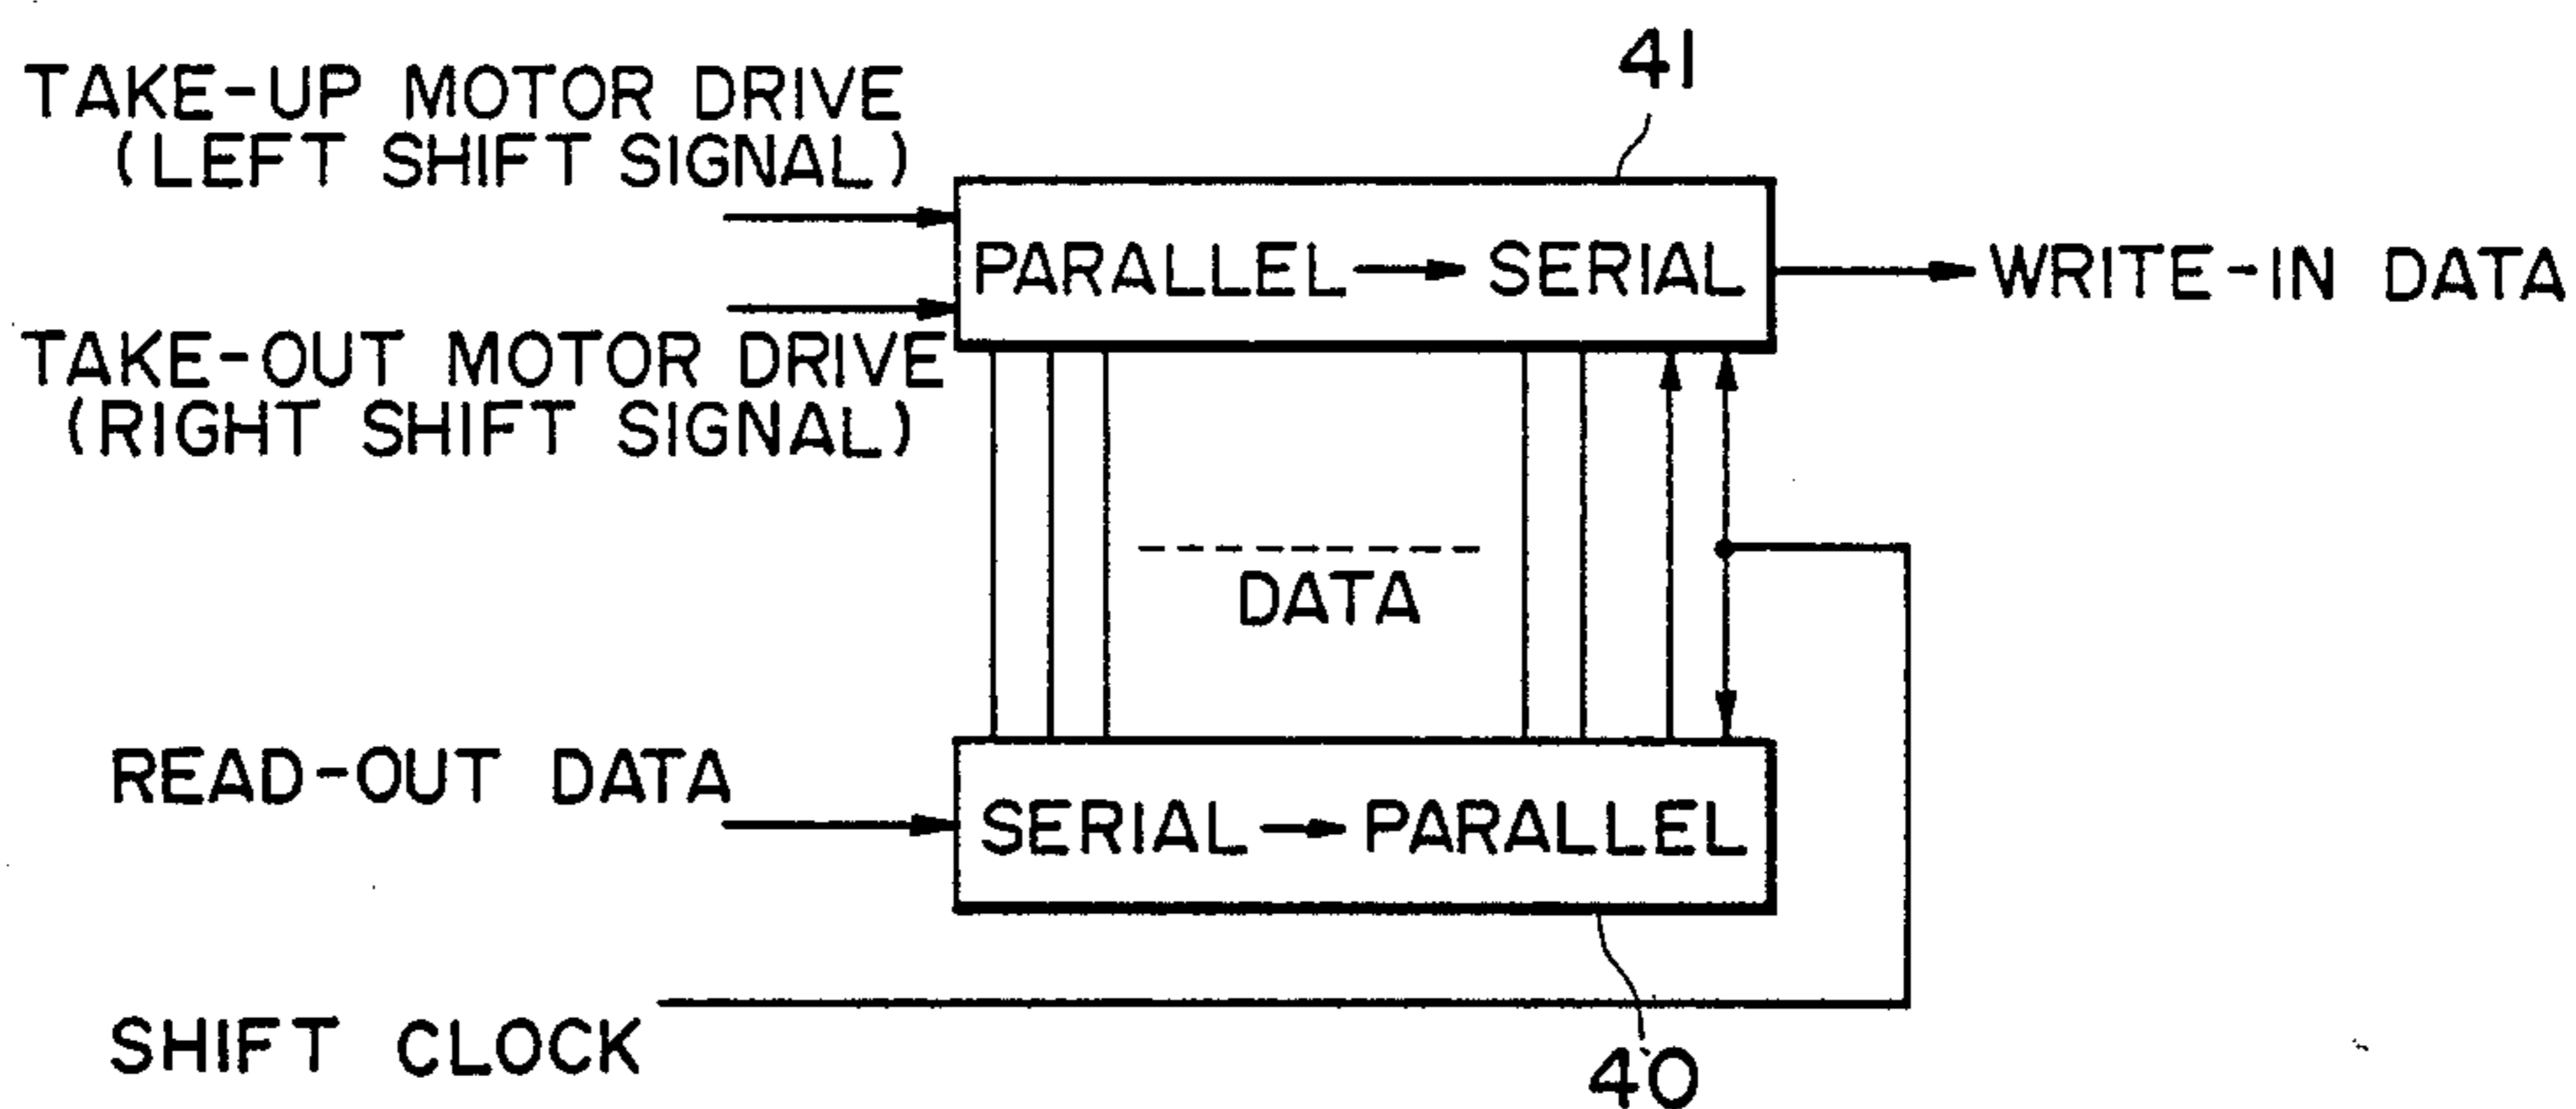 41
TAKE-UP MOTOR DRIVE
(LEFT SHIFT SIGNAL)
PARALLEL → SERIAL
WRITE-IN DATA
TAKE-OUT MOTOR DRIVE
(RIGHT SHIFT SIGNAL)
DATA
READ-OUT DATA
SERIAL → PARALLEL
SHIFT CLOCK
40